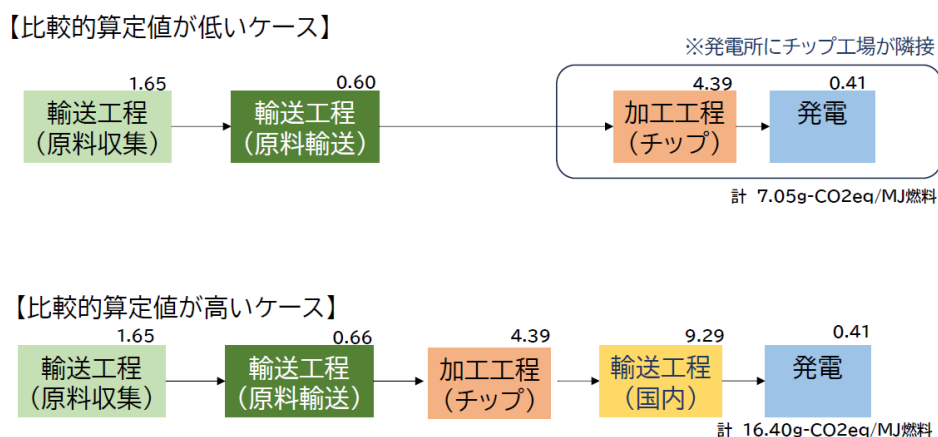 【比較的算定値が低いケース】
※発電所にチップ工場が隣接
1.65
輸送工程
（原料収集）
0.60
輸送工程
（原料輸送）
4.39
加工工程
（チップ）
0.41
発電
計 7.05g-CO2eq/MJ燃料
【比較的算定値が高いケース】
1.65
輸送工程
（原料収集）
0.66
輸送工程
（原料輸送）
4.39
加工工程
（チップ）
9.29
輸送工程
（国内）
0.41
発電
計 16.40g-CO2eq/MJ燃料